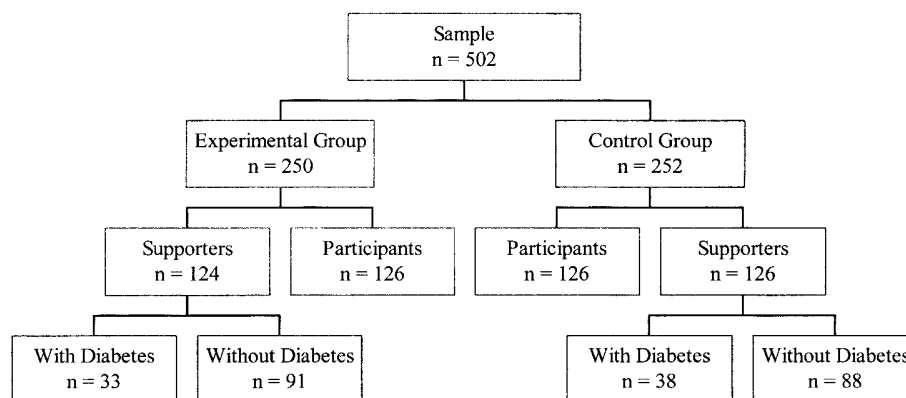 Sample
n = 502
Experimental Group
n = 250
Control Group
n = 252
Supporters
n = 124
Participants
n = 126
Participants
n = 126
Supporters
n = 126
With Diabetes
n = 33
Without Diabetes
n = 91
With Diabetes
n = 38
Without Diabetes
n = 88